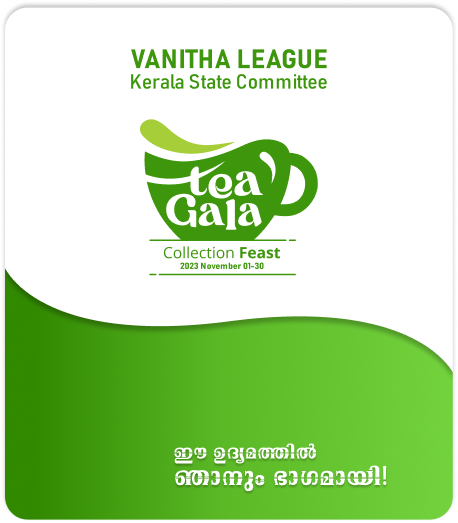 VANITHA LEAGUE
Kerala State Committee
tea
Gala
Collection Feast
2023 November 01-30
ഈ ഉദ്യമത്തിൽ
ഞാനും ഭാഗമായി!